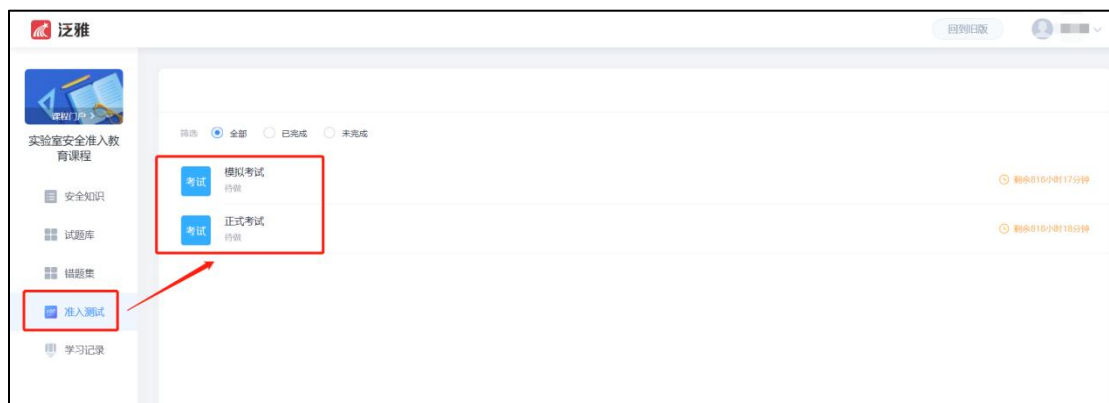 泛雅
回到旧版
课程门户 >
实验室安全准入教
育课程
安全知识
试题库
错题集
准入测试
学习记录
筛选 全部 已完成 未完成
考试 模拟考试
待做
剩余816小时17分钟
考试 正式考试
待做
剩余816小时18分钟